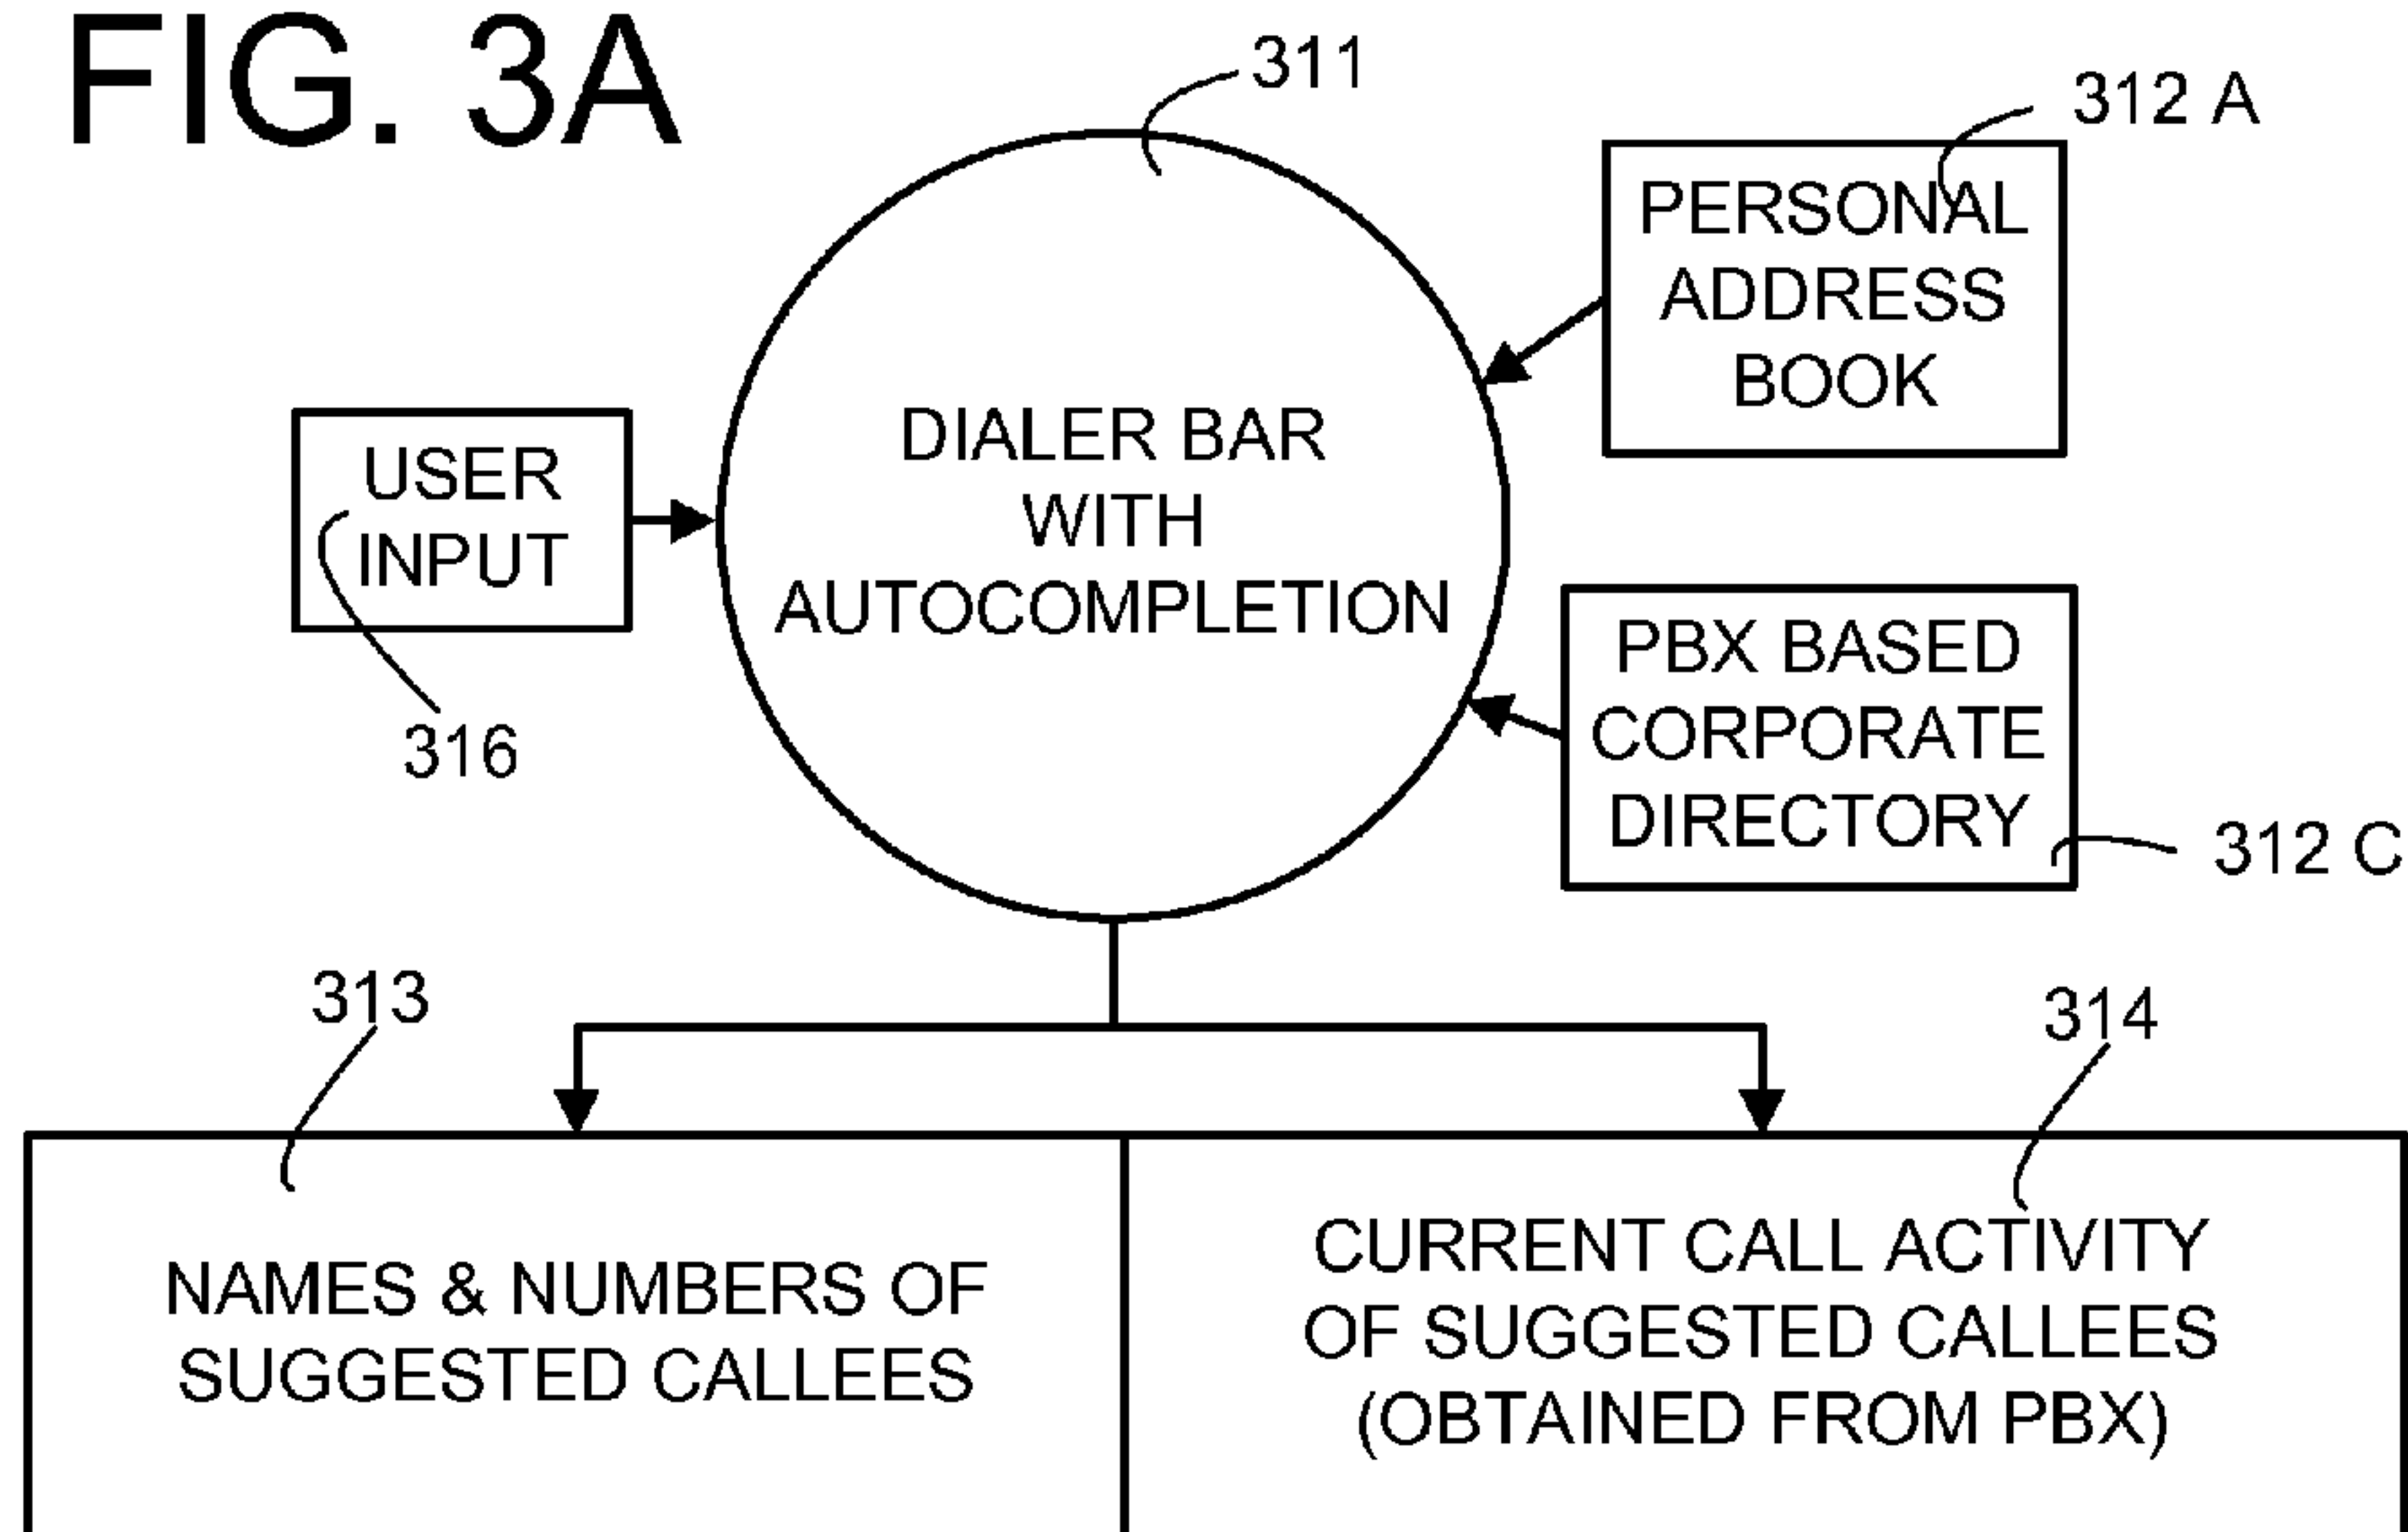 FIG. 3A
311
312 A
PERSONAL
ADDRESS
BOOK
USER
INPUT
316
DIALER BAR
WITH
AUTOCOMPLETION
PBX BASED
CORPORATE
DIRECTORY
312 C
313
314
NAMES & NUMBERS OF
SUGGESTED CALLEES
CURRENT CALL ACTIVITY
OF SUGGESTED CALLEES
(OBTAINED FROM PBX)